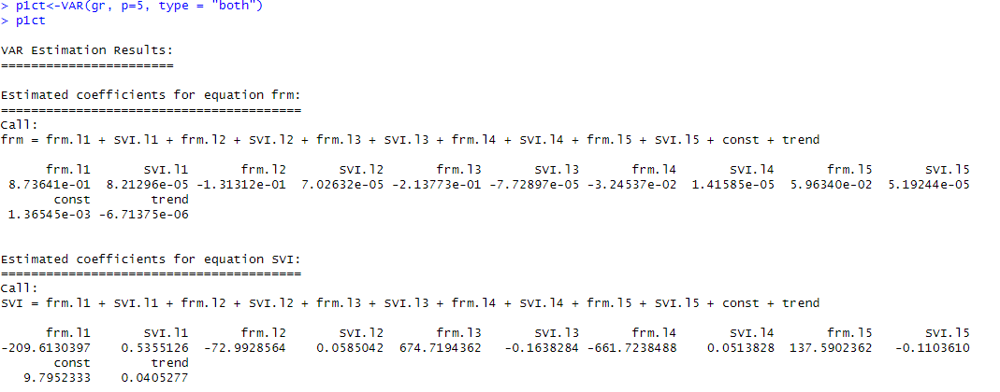 > p1ct<-VAR(gr, p=5, type = "both")
> p1ct
VAR Estimation Results:
=======================
Estimated coefficients for equation frm:
========================================
Call:
frm = frm.l1 + SVI.l1 + frm.l2 + SVI.l2 + frm.l3 + SVI.l3 + frm.l4 + SVI.l4 + frm.l5 + SVI.l5 + const + trend
frm.l1 SVI.l1 frm.l2 SVI.l2 frm.l3 SVI.l3 frm.l4 SVI.l4 frm.l5 SVI.l5
8.73641e-01 8.21296e-05 -1.31312e-01 7.02632e-05 -2.13773e-01 -7.72897e-05 -3.24537e-02 1.41585e-05 5.96340e-02 5.19244e-05
const trend
1.36545e-03 -6.71375e-06
Estimated coefficients for equation SVI:
========================================
Call:
SVI = frm.l1 + SVI.l1 + frm.l2 + SVI.l2 + frm.l3 + SVI.l3 + frm.l4 + SVI.l4 + frm.l5 + SVI.l5 + const + trend
frm.l1 SVI.l1 frm.l2 SVI.l2 frm.l3 SVI.l3 frm.l4 SVI.l4 frm.l5 SVI.l5
-209.6130397 0.5355126 -72.9928564 0.0585042 674.7194362 -0.1638284 -661.7238488 0.0513828 137.5902362 -0.1103610
const trend
9.7952333 0.0405277